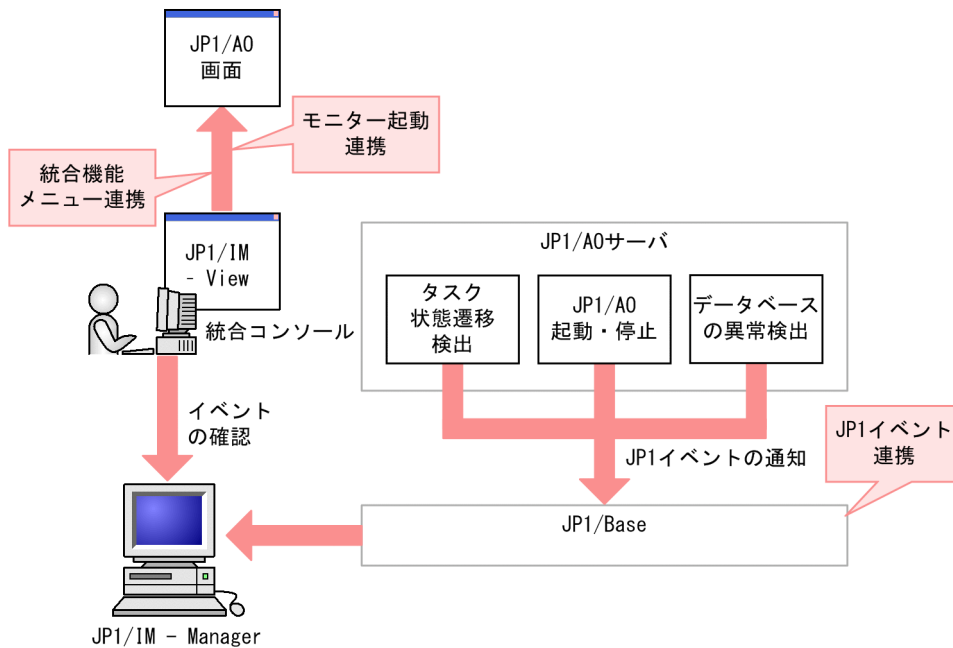 JP1/AO
画面
モニター起動
連携
統合機能
メニュー連携
JP1/IM
- View
統合コンソール
JP1/AOサーバ
タスク
状態遷移
検出
JP1/AO
起動・停止
データベース
の異常検出
イベント
の確認
JP1イベントの通知
JP1イベント
連携
JP1/Base
JP1/IM - Manager